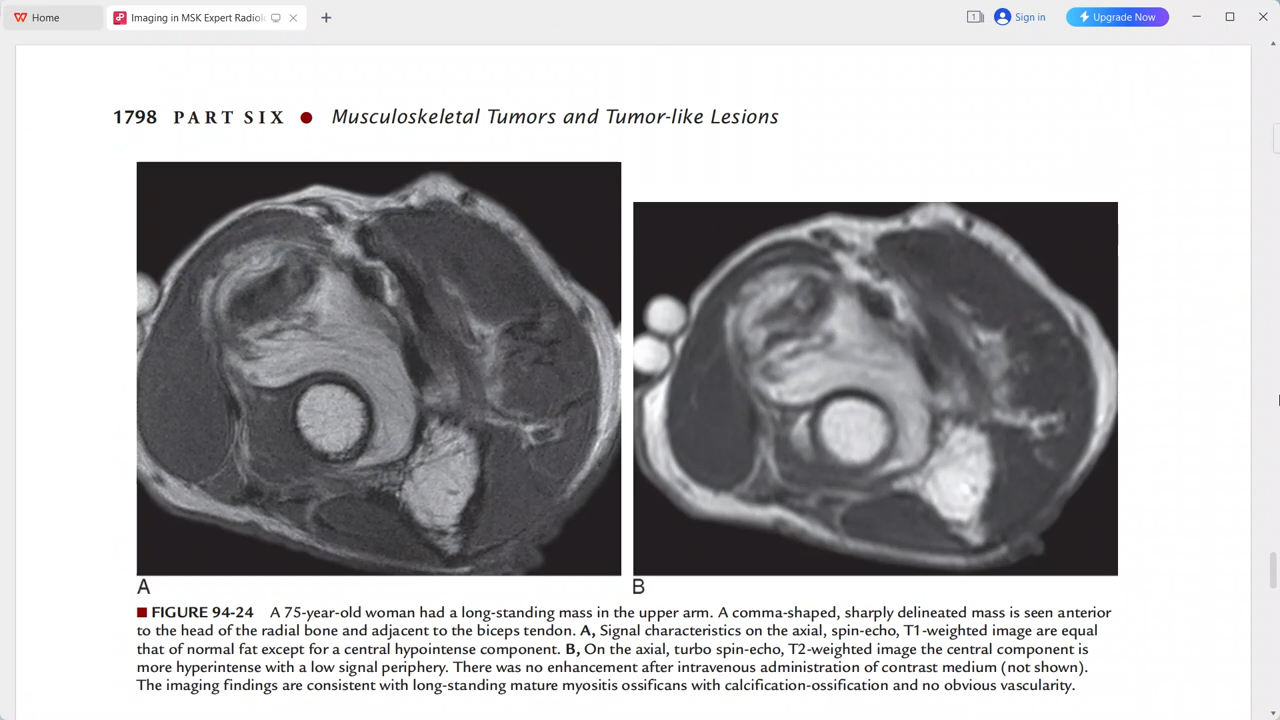 Home
Imaging in MSK Expert Radiol
1
Sign in
Upgrade Now
1798 PART SIX ● Musculoskeletal Tumors and Tumor-like Lesions
A
B
■ FIGURE 94-24 A 75-year-old woman had a long-standing mass in the upper arm. A comma-shaped, sharply delineated mass is seen anterior
to the head of the radial bone and adjacent to the biceps tendon. A, Signal characteristics on the axial, spin-echo, T1-weighted image are equal
that of normal fat except for a central hypointense component. B, On the axial, turbo spin-echo, T2-weighted image the central component is
more hyperintense with a low signal periphery. There was no enhancement after intravenous administration of contrast medium (not shown).
The imaging findings are consistent with long-standing mature myositis ossificans with calcification-ossification and no obvious vascularity.